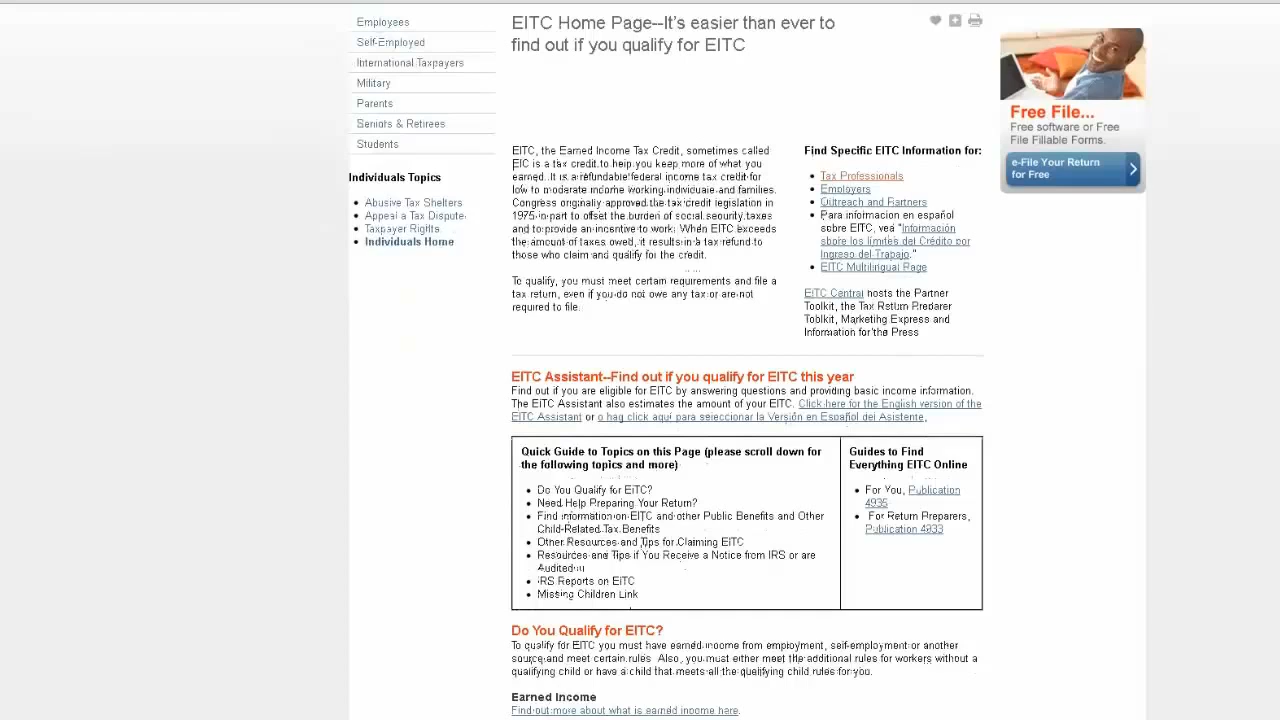 Employees
Self-Employed
International Taxpayers
Military
Parents
Seniors & Retirees
Students
Individuals Topics
Abusive Tax Shelters
Appeal a Tax Dispute
Taxpayer Rights
Individuals Home
EITC Home Page--It's easier than ever to
find out if you qualify for EITC
EITC, the Earned Income Tax Credit, sometimes called
EIC is a tax credit to help you keep more of what you
earned. It is a refundable federal income tax credit for
low to moderate income working individuals and families.
Congress originally approved the tax credit legislation in
1975 in part to offset the burden of social security taxes
and to provide an incentive to work. When EITC exceeds
the amount of taxes owed, it results in a tax refund to
those who claim and qualify for the credit.
To qualify, you must meet certain requirements and file a
tax return, even if you do not owe any tax or are not
required to file.
Find Specific EITC Information for:
Tax Professionals
Employers
Outreach and Partners
Para informacion en español
sobre EITC, vea "Información
sbore los límites del Crédito por
Ingreso del Trabajo."
EITC Multilingual Page
EITC Central hosts the Partner
Toolkit, the Tax Return Preparer
Toolkit, Marketing Express and
Information for the Press
Free File...
Free software or Free
File Fillable Forms.
e-File Your Return
for Free
EITC Assistant--Find out if you qualify for EITC this year
Find out if you are eligible for EITC by answering questions and providing basic income information.
The EITC Assistant also estimates the amount of your EITC. Click here for the English version of the
EITC Assistant or o hag click aquí para seleccionar la Versión en Español del Asistente,
Quick Guide to Topics on this Page (please scroll down for
the following topics and more)
Do You Qualify for EITC?
Need Help Preparing Your Return?
Find information on EITC and other Public Benefits and Other
Child-Related Tax Benefits
Other Resources and Tips for Claiming EITC
Resources and Tips if You Receive a Notice from IRS or are
Audited
IRS Reports on EITC
Missing Children Link
Guides to Find
Everything EITC Online
For You, Publication
4935
For Return Preparers,
Publication 4933
Do You Qualify for EITC?
To qualify for EITC you must have earned income from employment, self-employment or another
source and meet certain rules. Also, you must either meet the additional rules for workers without a
qualifying child or have a child that meets all the qualifying child rules for you.
Earned Income
Find out more about what is earned income here.